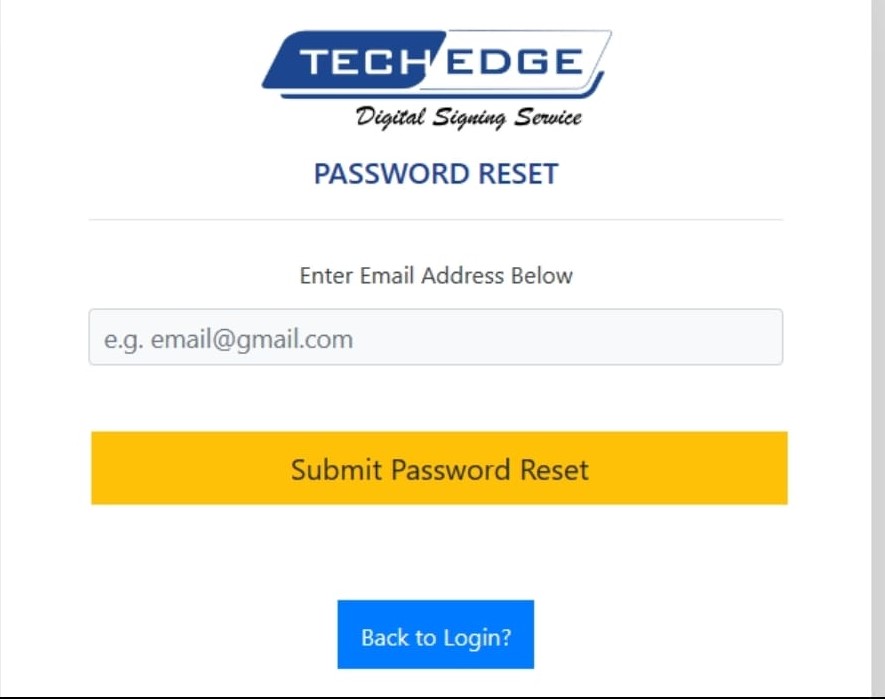 TECHEDGE
Digital Signing Service
PASSWORD RESET
Enter Email Address Below
e.g. email@gmail.com
Submit Password Reset
Back to Login?